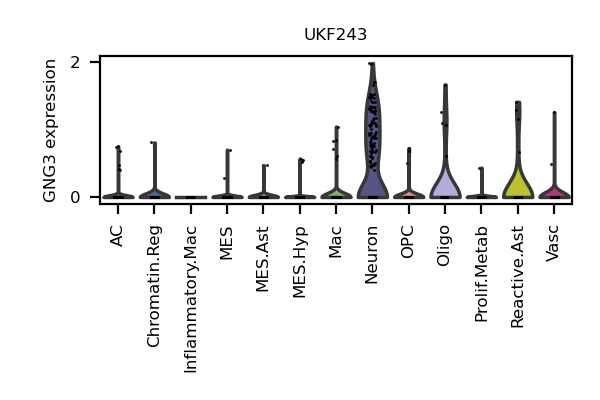 UKF243
GNG3 expression
2
0
AC
Chromatin.Reg
Inflammatory.Mac
MES
MES.Ast
MES.Hyp
Mac
Neuron
OPC
Oligo
Prolif.Metab
Reactive.Ast
Vasc